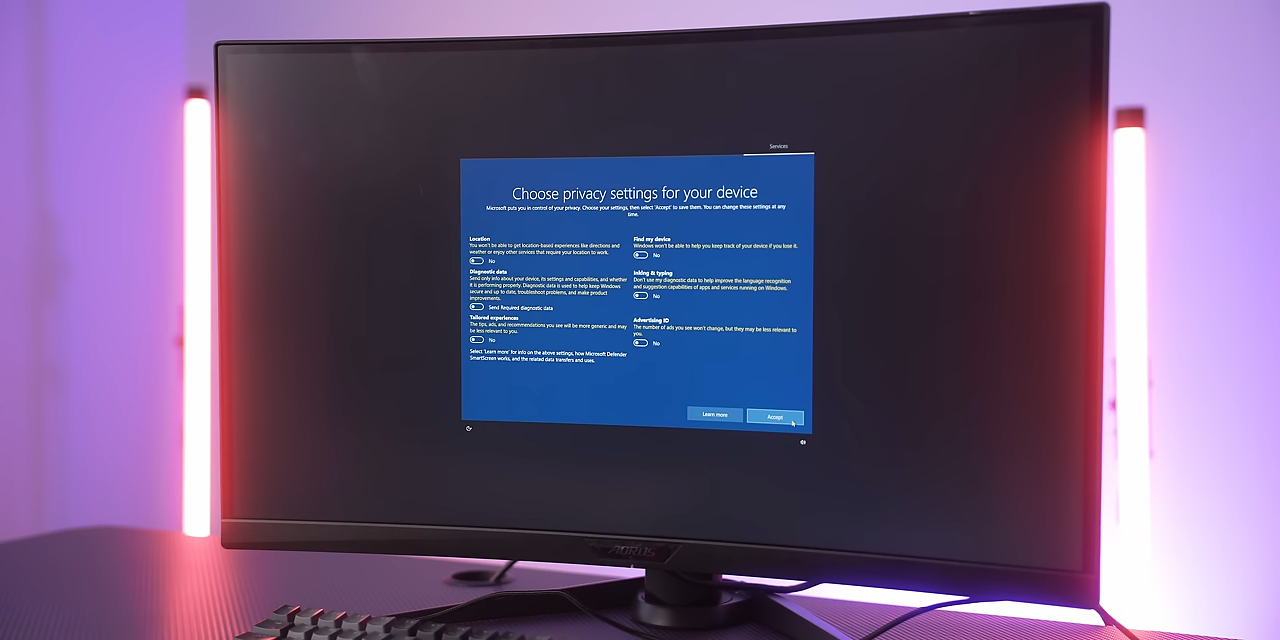 Services
Choose privacy settings for your device
Microsoft puts you in control of your privacy. Choose your settings, then select 'Accept' to save them. You can change these settings at any
time.
Location
You won't be able to get location-based experiences like directions and
weather or enjoy other services that require your location to work.
No
Diagnostic data
Send only info about your device, its settings and capabilities, and whether
it is performing properly. Diagnostic data is used to help keep Windows
secure and up to date, troubleshoot problems, and make product
improvements.
Send Required diagnostic data
Tailored experiences
The tips, ads, and recommendations you see will be more generic and may
be less relevant to you.
No
Select 'Learn more' for info on the above settings, how Microsoft Defender
SmartScreen works, and the related data transfers and uses.
Find my device
Windows won't be able to help you keep track of your device if you lose it.
No
Inking & typing
Don't use my diagnostic data to help improve the language recognition
and suggestion capabilities of apps and services running on Windows.
No
Advertising ID
The number of ads you see won't change, but they may be less relevant to
you.
No
Learn more
Accept
AORUS